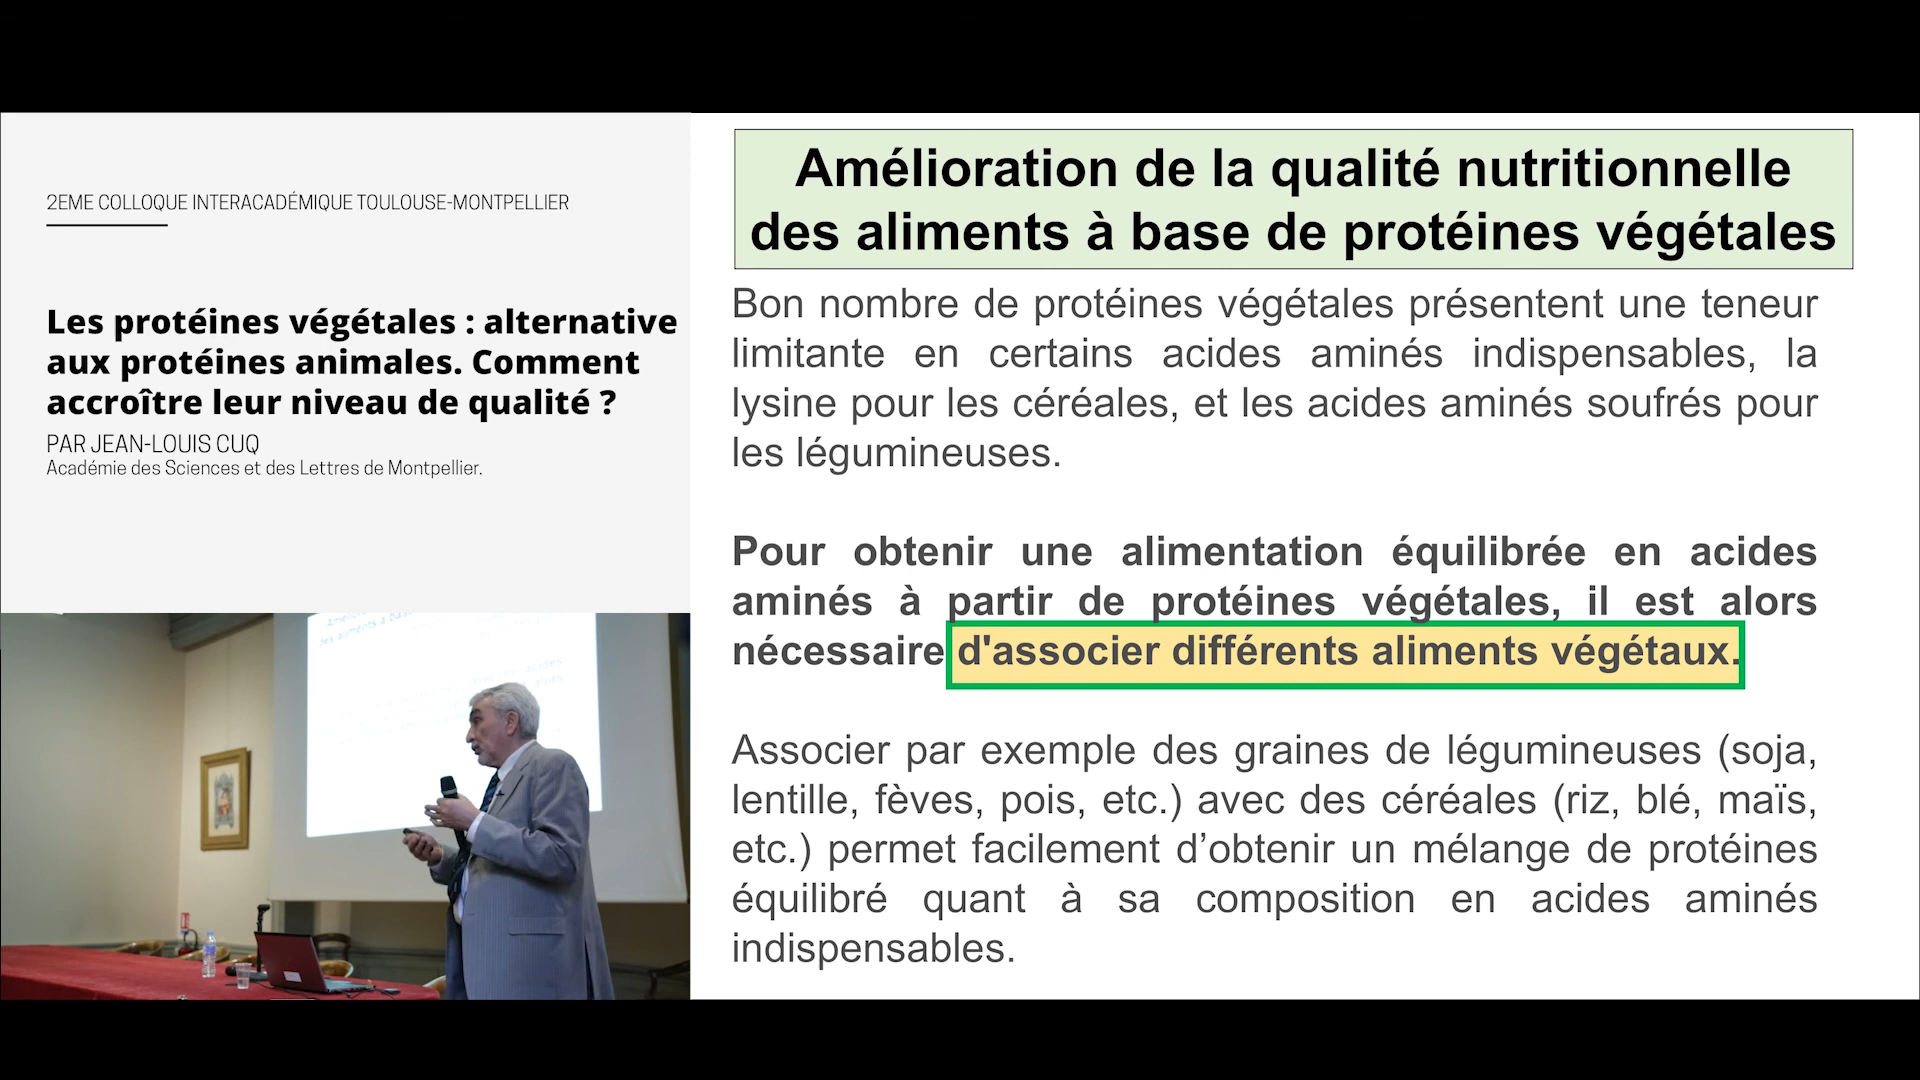 2EME COLLOQUE INTERACADÉMIQUE TOULOUSE-MONTPELLIER
Les protéines végétales : alternative
aux protéines animales. Comment
accroître leur niveau de qualité ?
PAR JEAN-LOUIS CUQ
Académie des Sciences et des Lettres de Montpellier.
Amélioration de la qualité nutritionnelle
des aliments à base de protéines végétales
Bon nombre de protéines végétales présentent une teneur
limitante en certains acides aminés indispensables, la
lysine pour les céréales, et les acides aminés soufrés pour
les légumineuses.
Pour obtenir une alimentation équilibrée en acides
aminés à partir de protéines végétales, il est alors
nécessaire d'associer différents aliments végétaux.
Associer par exemple des graines de légumineuses (soja,
lentille, fèves, pois, etc.) avec des céréales (riz, blé, maïs,
etc.) permet facilement d’obtenir un mélange de protéines
équilibré quant à sa composition en acides aminés
indispensables.